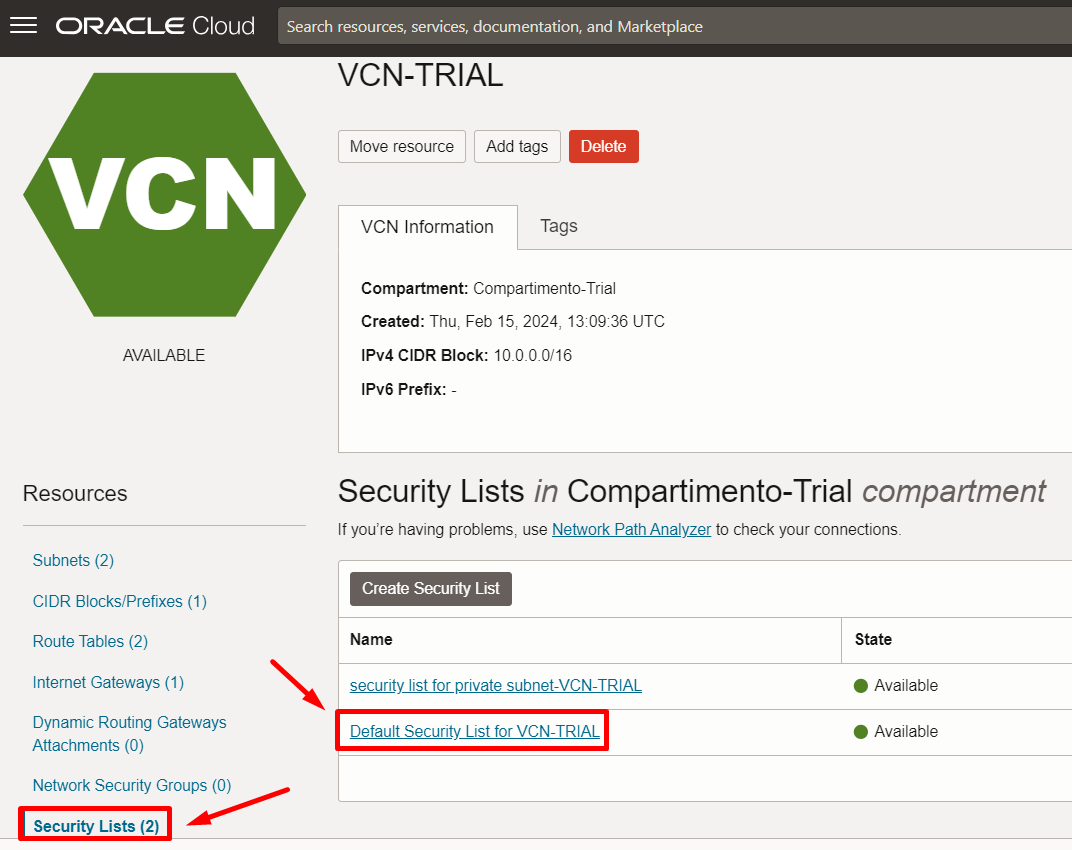 ORACLE Cloud
Search resources, services, documentation, and Marketplace
VCN
AVAILABLE
VCN-TRIAL
Move resource
Add tags
Delete
VCN Information
Tags
Compartment: Compartimento-Trial
Created: Thu, Feb 15, 2024, 13:09:36 UTC
IPv4 CIDR Block: 10.0.0.0/16
IPv6 Prefix: -
Resources
Subnets (2)
CIDR Blocks/Prefixes (1)
Route Tables (2)
Internet Gateways (1)
Dynamic Routing Gateways
Attachments (0)
Network Security Groups (0)
Security Lists (2)
Security Lists in Compartimento-Trial compartment
If you're having problems, use Network Path Analyzer to check your connections.
Create Security List
Name
State
security list for private subnet-VCN-TRIAL
Available
Default Security List for VCN-TRIAL
Available